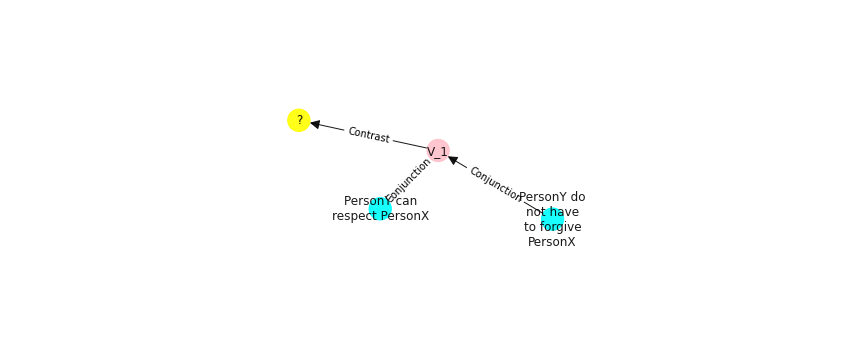 ?
Contrast
V_1
Conjunction
Conjunction
PersonY can
respect PersonX
PersonY do
not have
to forgive
PersonX